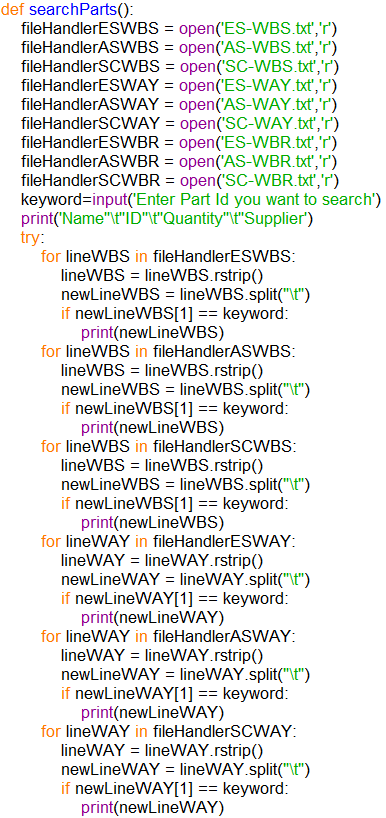 def searchParts():
    fileHandlerESWBS = open('ES-WBS.txt','r')
    fileHandlerASWBS = open('AS-WBS.txt','r')
    fileHandlerSCWBS = open('SC-WBS.txt','r')
    fileHandlerESWAY = open('ES-WAY.txt','r')
    fileHandlerASWAY = open('AS-WAY.txt','r')
    fileHandlerSCWAY = open('SC-WAY.txt','r')
    fileHandlerESWBR = open('ES-WBR.txt','r')
    fileHandlerASWBR = open('AS-WBR.txt','r')
    fileHandlerSCWBR = open('SC-WBR.txt','r')
    keyword=input('Enter Part Id you want to search')
    print('Name"\t"ID"\t"Quantity"\t"Supplier')
    try:
        for lineWBS in fileHandlerESWBS:
            lineWBS = lineWBS.rstrip()
            newLineWBS = lineWBS.split("\t")
            if newLineWBS[1] == keyword:
                print(newLineWBS)
        for lineWBS in fileHandlerASWBS:
            lineWBS = lineWBS.rstrip()
            newLineWBS = lineWBS.split("\t")
            if newLineWBS[1] == keyword:
                print(newLineWBS)
        for lineWBS in fileHandlerSCWBS:
            lineWBS = lineWBS.rstrip()
            newLineWBS = lineWBS.split("\t")
            if newLineWBS[1] == keyword:
                print(newLineWBS)
        for lineWAY in fileHandlerESWAY:
            lineWAY = lineWAY.rstrip()
            newLineWAY = lineWAY.split("\t")
            if newLineWAY[1] == keyword:
                print(newLineWAY)
        for lineWAY in fileHandlerASWAY:
            lineWAY = lineWAY.rstrip()
            newLineWAY = lineWAY.split("\t")
            if newLineWAY[1] == keyword:
                print(newLineWAY)
        for lineWAY in fileHandlerSCWAY:
            lineWAY = lineWAY.rstrip()
            newLineWAY = lineWAY.split("\t")
            if newLineWAY[1] == keyword:
                print(newLineWAY)